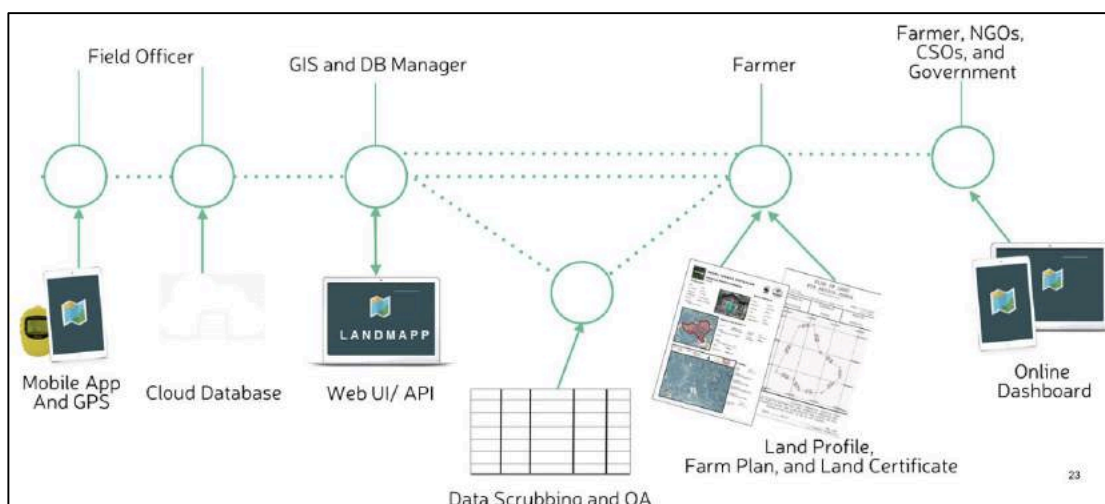 Field Officer
GIS and DB Manager
Farmer
Farmer, NGOs,
CSOs, and
Government
LANDMAPP
Mobile App
And GPS
Cloud Database
Web UI/ API
Data Scrubbing and QA
Land Profile,
Farm Plan, and Land Certificate
Online
Dashboard
23